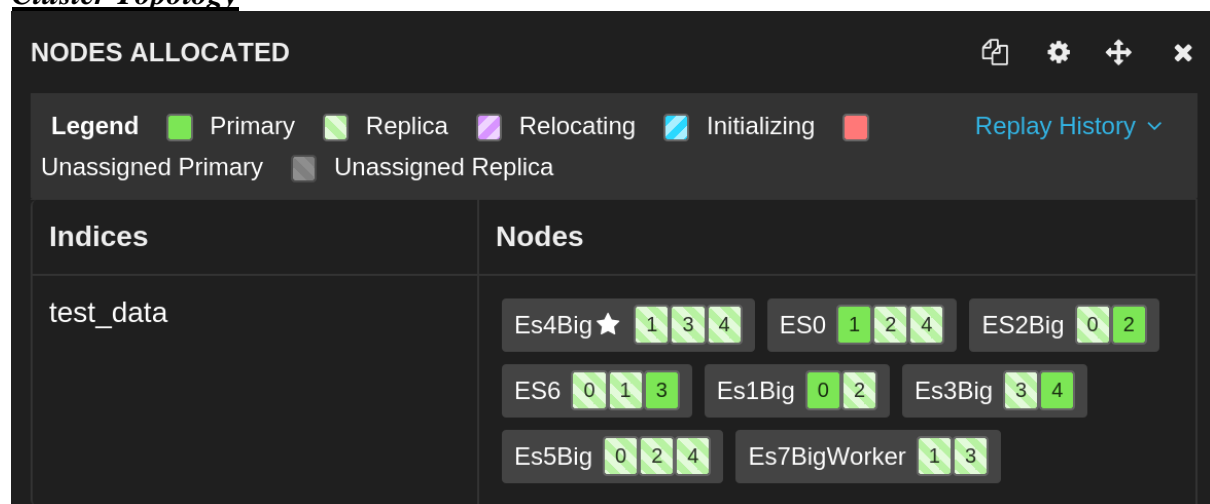 Cluster Topology
NODES ALLOCATED
Legend Primary Replica Relocating Initializing Replay History
Unassigned Primary Unassigned Replica
Indices Nodes
test_data
Es4Big 1 3 4 ES0 1 2 4 ES2Big 0 2
ES6 0 1 3 Es1Big 0 2 Es3Big 3 4
Es5Big 0 2 4 Es7BigWorker 1 3